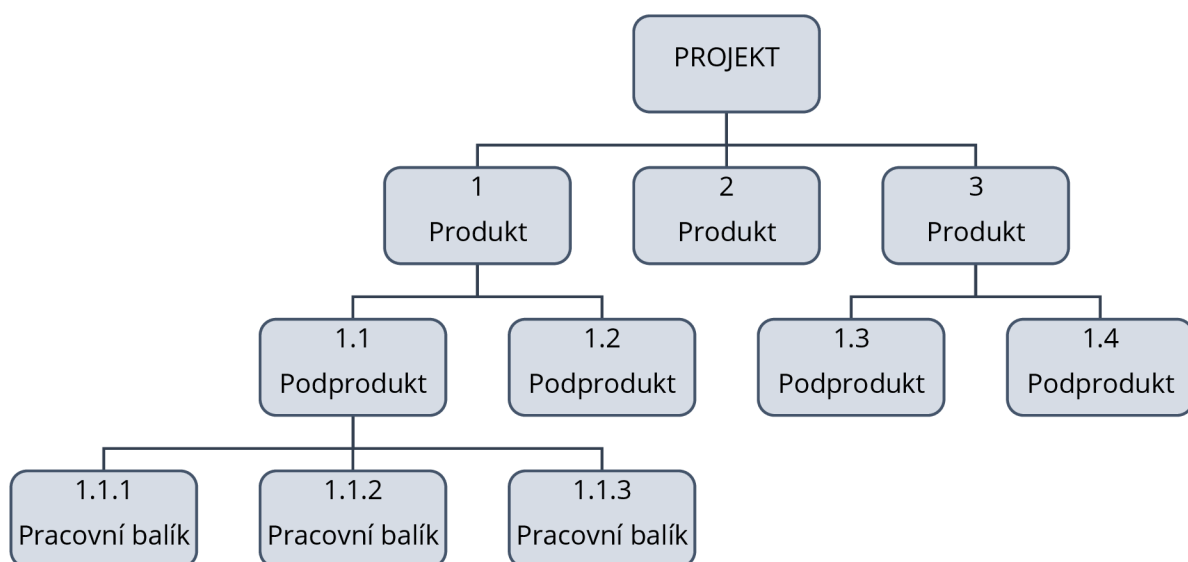 PROJEKT
1
Produkt
2
Produkt
3
Produkt
1.1
Podprodukt
1.2
Podprodukt
1.3
Podprodukt
1.4
Podprodukt
1.1.1
Pracovní balík
1.1.2
Pracovní balík
1.1.3
Pracovní balík